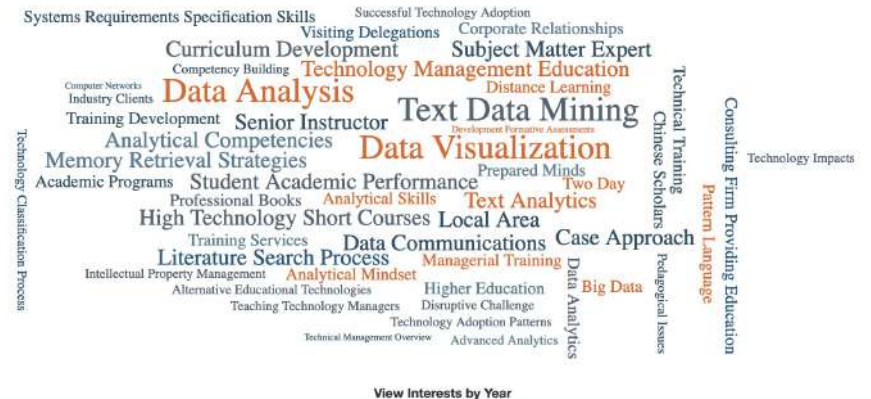 Systems Requirements Specification Skills
Successful Technology Adoption
Visiting Delegations
Corporate Relationships
Curriculum Development
Subject Matter Expert
Competency Building
Technology Management Education
Computer Networks
Industry Clients
Data Analysis
Distance Learning
Text Data Mining
Training Development
Senior Instructor
Development Formative Assessments
Analytical Competencies
Data Visualization
Memory Retrieval Strategies
Prepared Minds
Academic Programs
Student Academic Performance
Two Day
Professional Books
Analytical Skills
Text Analytics
High Technology Short Courses
Local Area
Training Services
Data Communications
Case Approach
Literature Search Process
Managerial Training
Intellectual Property Management
Analytical Mindset
Alternative Educational Technologies
Higher Education
Big Data
Teaching Technology Managers
Disruptive Challenge
Technology Adoption Patterns
Technical Management Overview
Advanced Analytics
Technology Classification Process
Data Analytics
Chinese Scholars
Pedagogical Issues
Technical Training
Pattern Language
Consulting Firm Providing Education
Technology Impacts
View Interests by Year